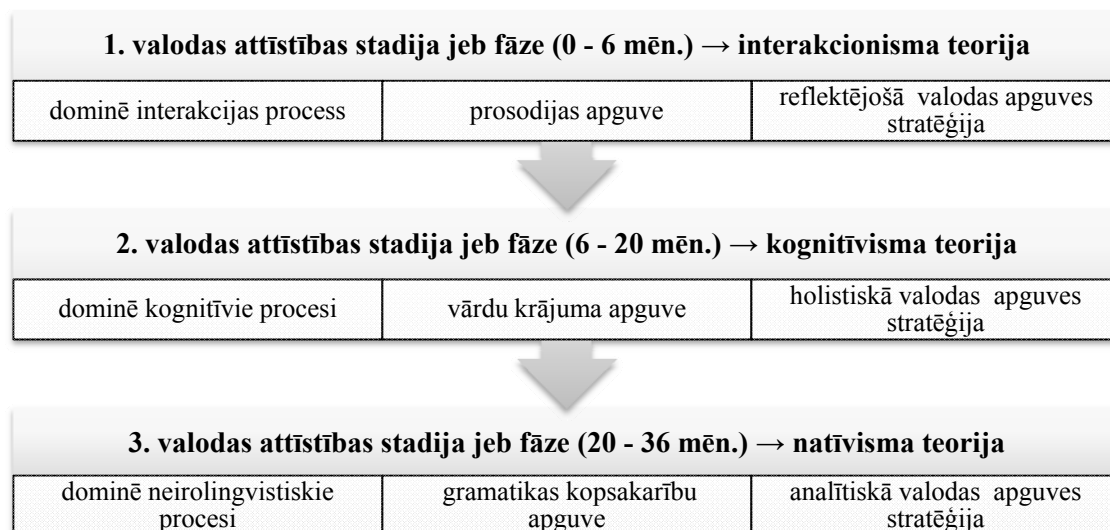 1. valodas attīstības stadija jeb fāze (0 - 6 mēn.) → interakcionisma teorija
dominē interakcijas process
prosodijas apguve
reflektējošā valodas apguves
stratēģija
2. valodas attīstības stadija jeb fāze (6 - 20 mēn.) → kognitīvisma teorija
dominē kognitīvie procesi
vārdu krājuma apguve
holistiskā valodas apguves
stratēģija
3. valodas attīstības stadija jeb fāze (20 - 36 mēn.) → natīvisma teorija
dominē neirolingvistiskie
procesi
gramatikas kopsakarību
apguve
analītiskā valodas apguves
stratēģija